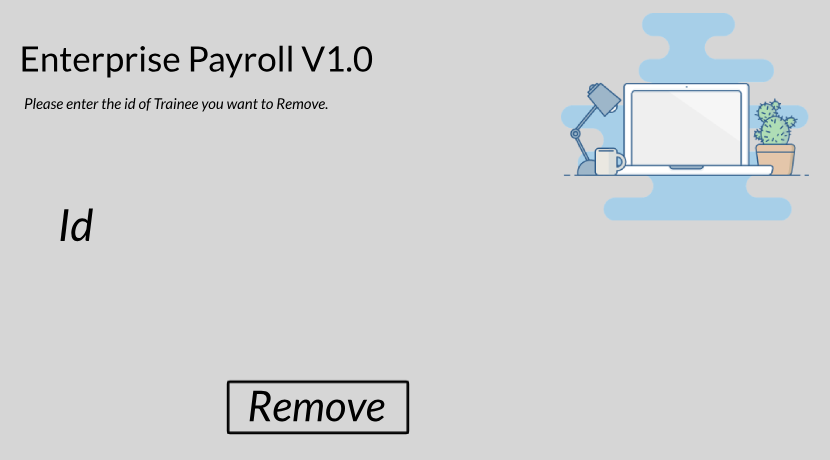 Enterprise Payroll V1.0
Please enter the id of Trainee you want to Remove.
Id
Remove